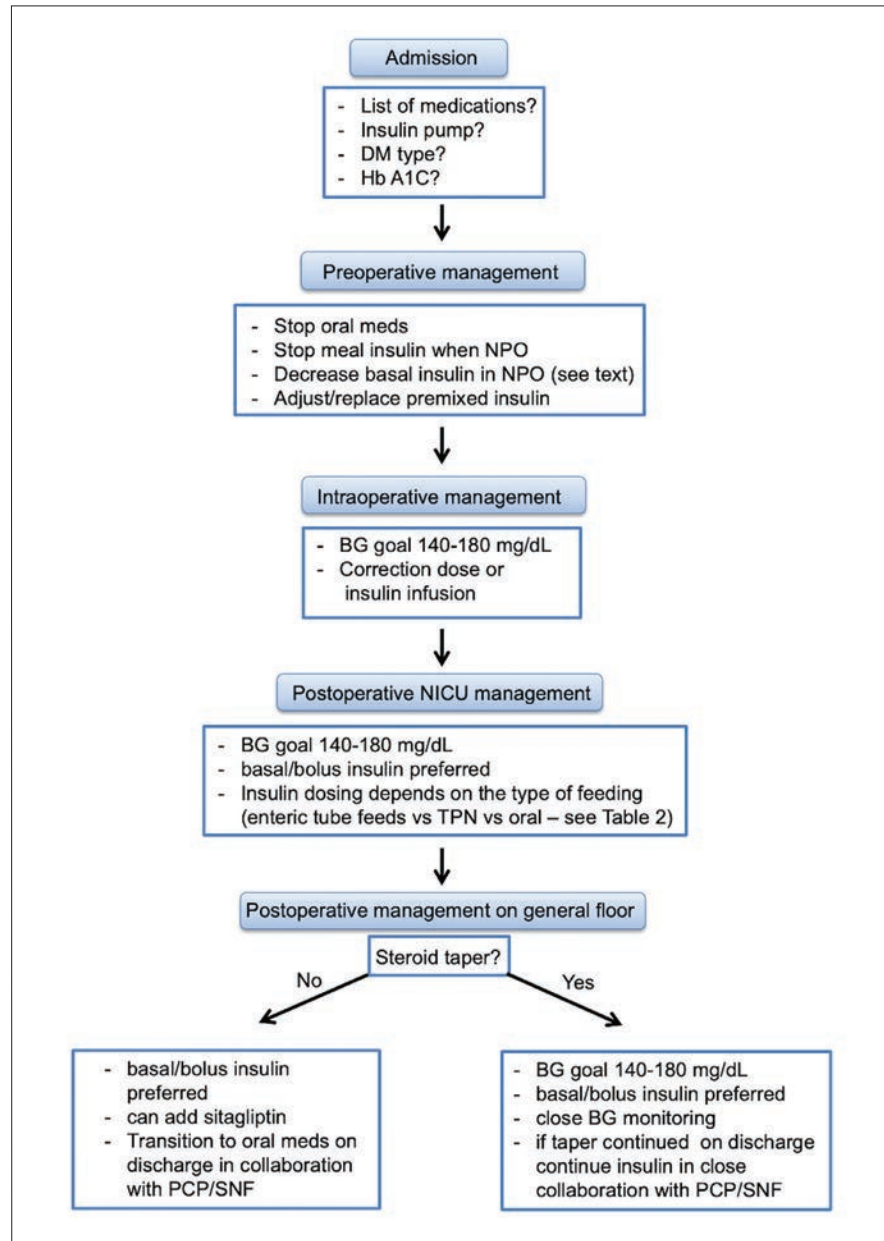 Admission
- List of medications?
- Insulin pump?
- DM type?
- Hb A1C?
Preoperative management
- Stop oral meds
- Stop meal insulin when NPO
- Decrease basal insulin in NPO (see text)
- Adjust/replace premixed insulin
Intraoperative management
- BG goal 140-180 mg/dL
- Correction dose or
insulin infusion
Postoperative NICU management
- BG goal 140-180 mg/dL
- basal/bolus insulin preferred
- Insulin dosing depends on the type of feeding
(enteric tube feeds vs TPN vs oral – see Table 2)
Postoperative management on general floor
Steroid taper?
No
Yes
- basal/bolus insulin
preferred
- can add sitagliptin
- Transition to oral meds on
discharge in collaboration
with PCP/SNF
- BG goal 140-180 mg/dL
- basal/bolus insulin preferred
- close BG monitoring
- if taper continued on discharge
continue insulin in close
collaboration with PCP/SNF